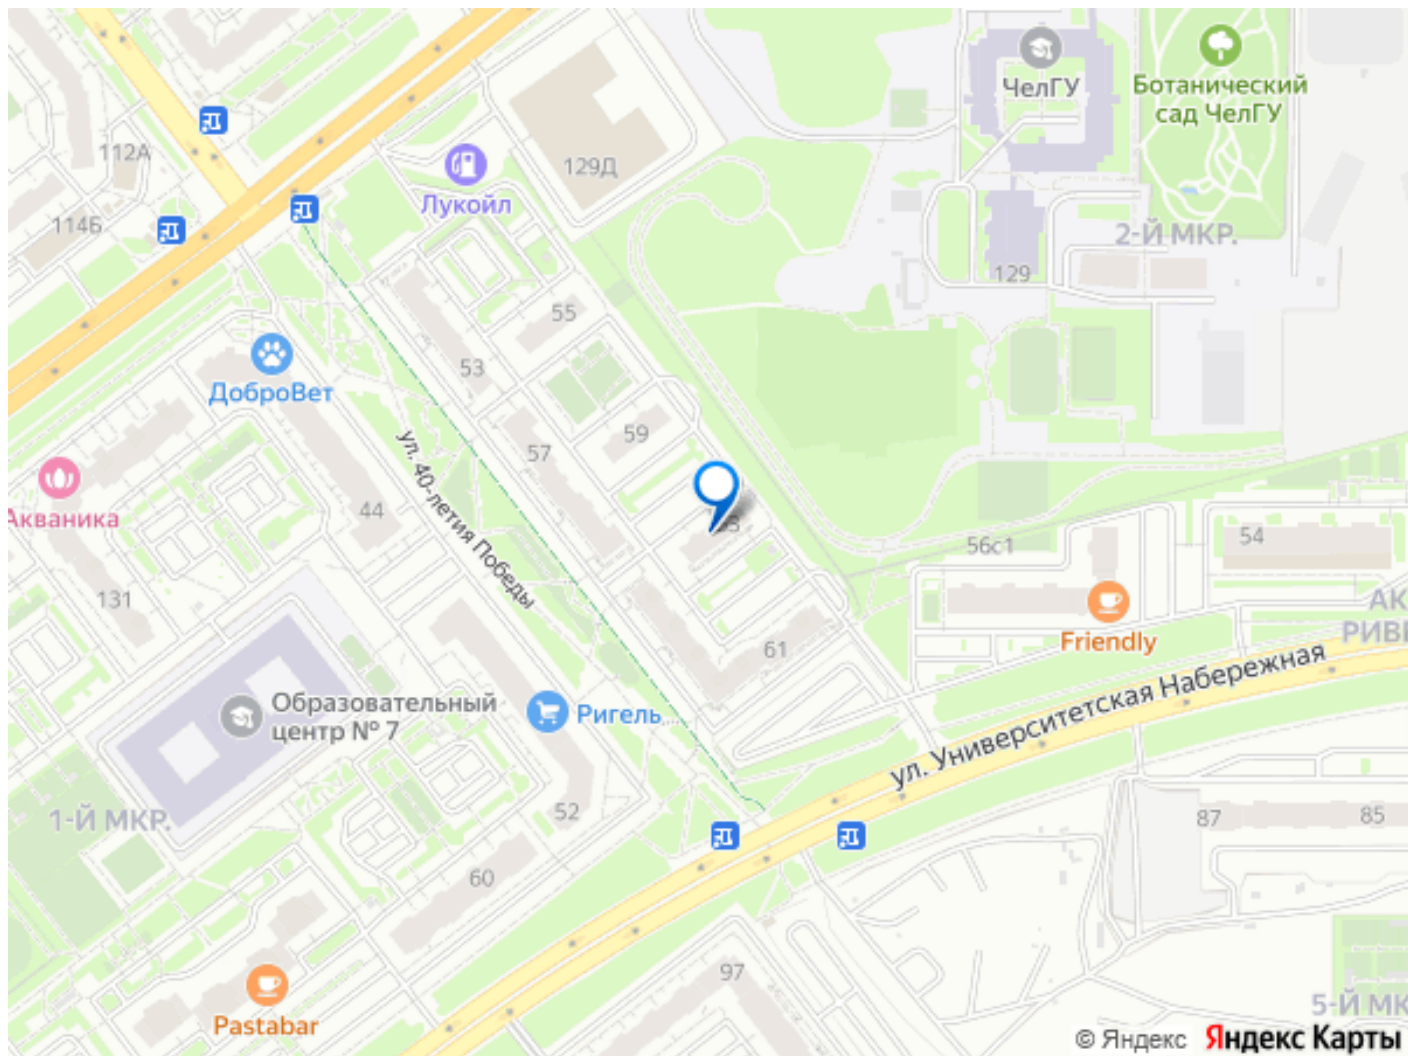 ЧелГУ
Ботанический
сад ЧелГУ
112А
129Д
Лукойл
114Б
2-Й МКР.
129
55
53
ДоброВет
59
57
ул. 40-летия Победы
Акваника
44
56с1
54
131
Friendly
61
ул. Университетская Набережная
Образовательный
центр № 7
Ригель
1-Й МКР.
52
87
85
60
97
Pastabar
5-Й МК
© Яндекс Яндекс Карты